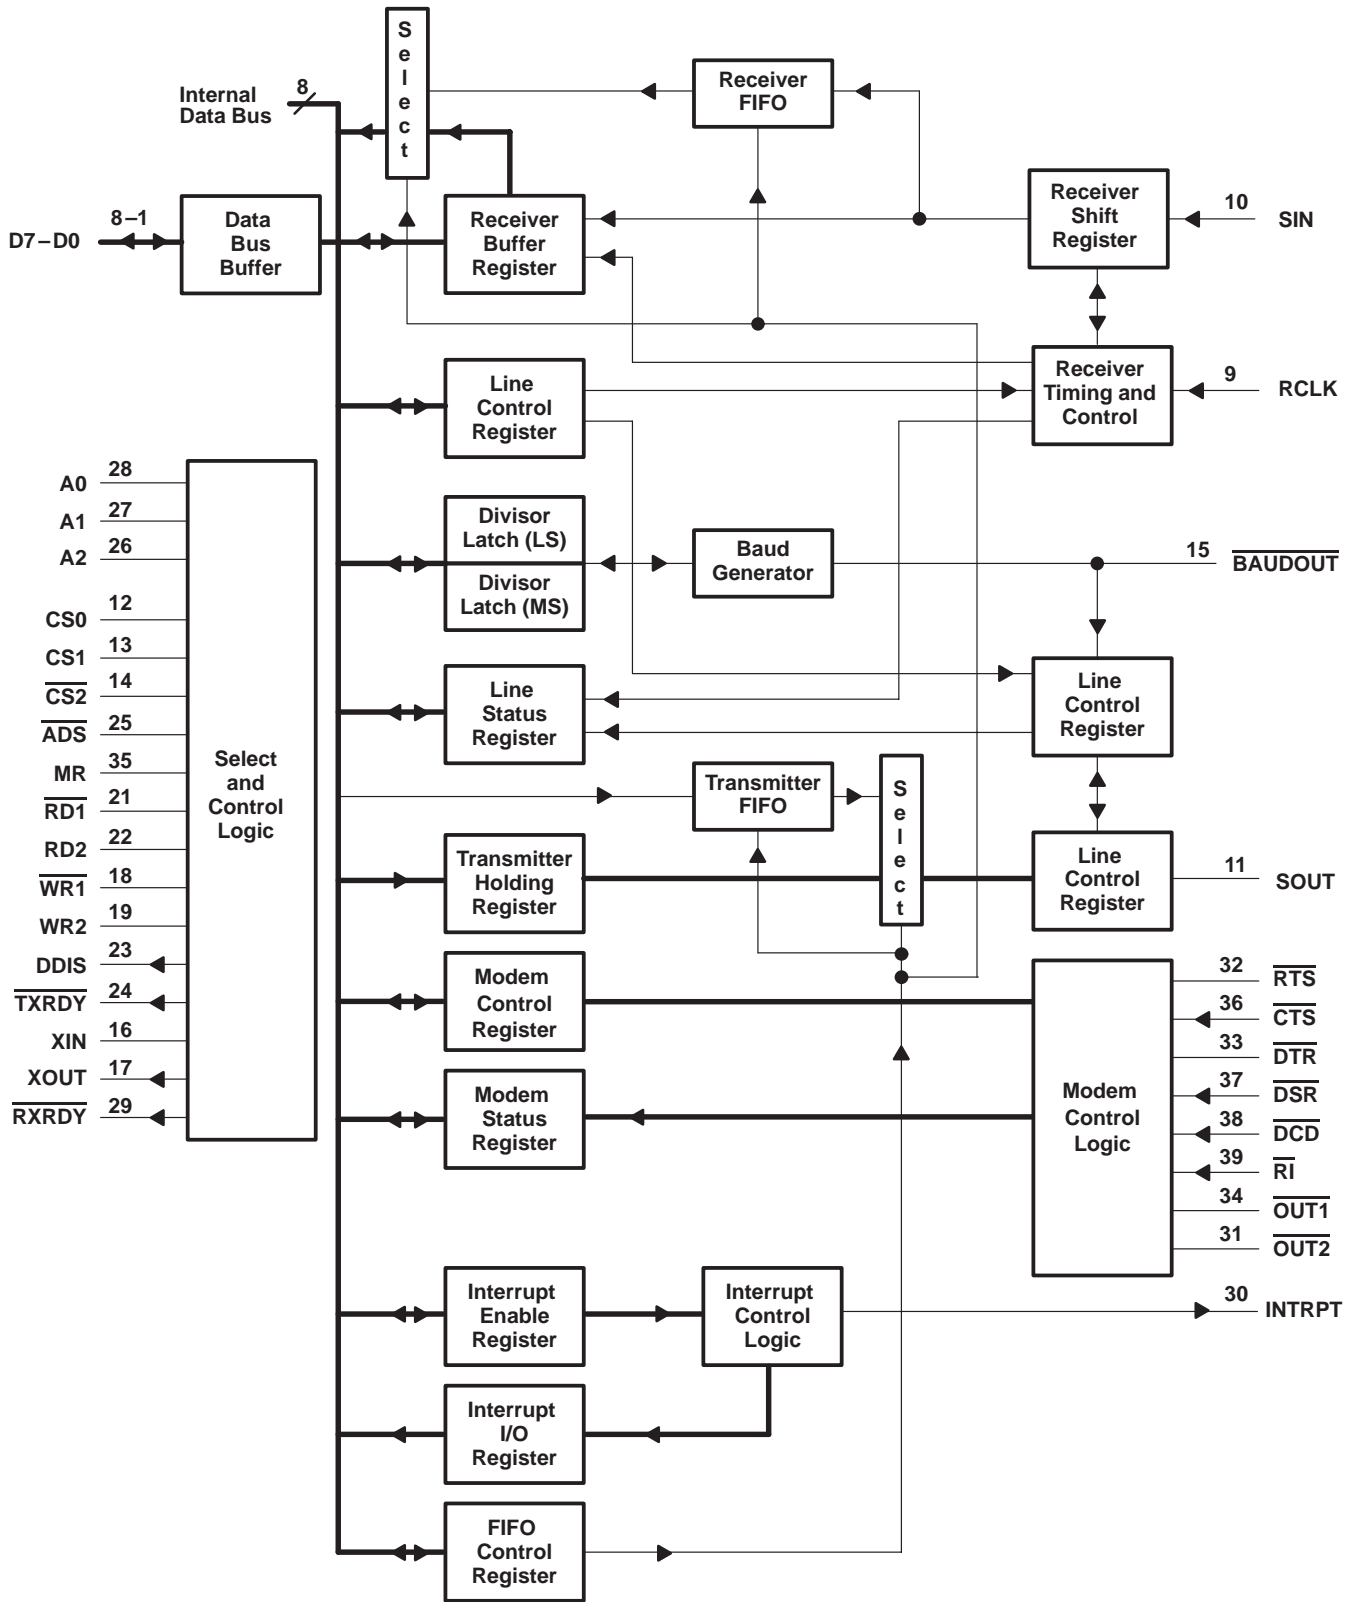 S
e
l
e
c
t
Internal
Data Bus
8
Receiver
FIFO
D7–D0
8–1
Data
Bus
Buffer
Receiver
Buffer
Register
Receiver
Shift
Register
10
SIN
Line
Control
Register
Receiver
Timing and
Control
9
RCLK
A0
28
A1
27
A2
26
CS0
12
CS1
13
CS2
14
ADS
25
MR
35
RD1
21
RD2
22
WR1
18
WR2
19
DDIS
23
TXRDY
24
XIN
16
XOUT
17
RXRDY
29
Select
and
Control
Logic
Divisor
Latch (LS)
Divisor
Latch (MS)
Baud
Generator
15
BAUDOUT
Line
Status
Register
Line
Control
Register
Transmitter
FIFO
S
e
l
e
c
t
Transmitter
Holding
Register
Line
Control
Register
11
SOUT
Modem
Control
Register
Modem
Status
Register
Modem
Control
Logic
32
RTS
36
CTS
33
DTR
37
DSR
38
DCD
39
RI
34
OUT1
31
OUT2
Interrupt
Enable
Register
Interrupt
Control
Logic
30
INTRPT
Interrupt
I/O
Register
FIFO
Control
Register